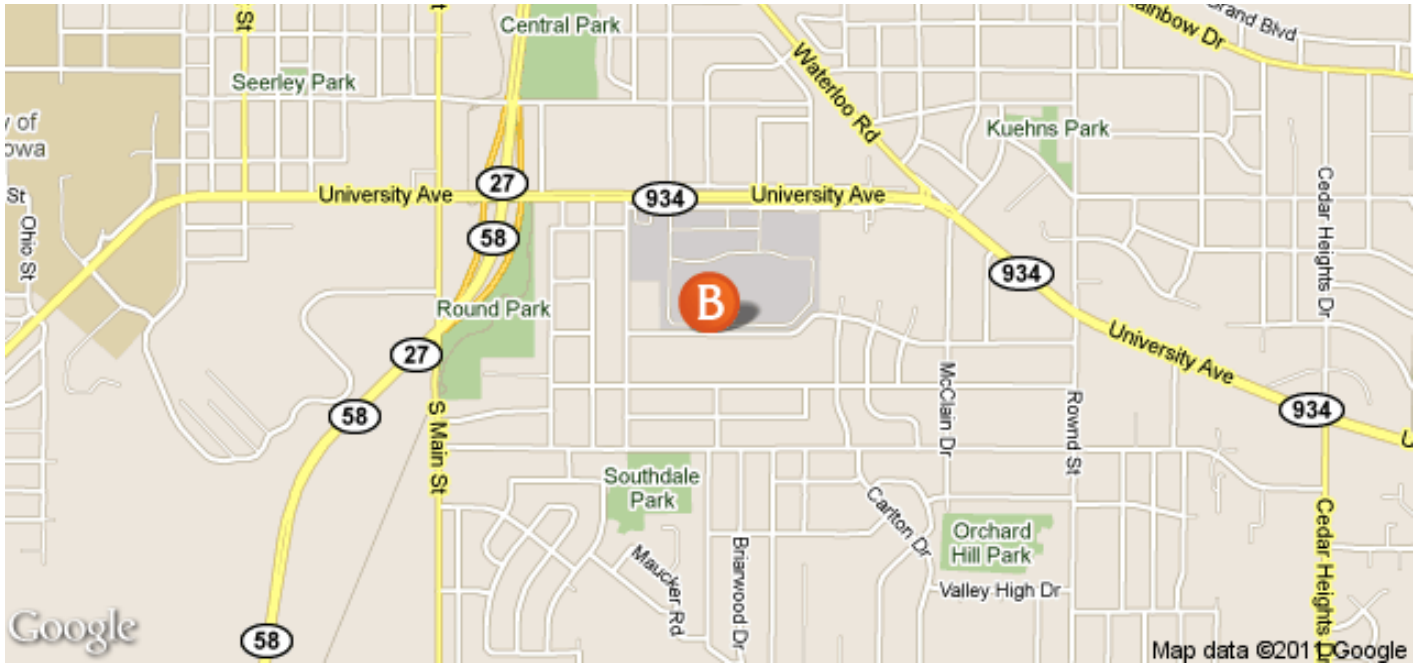 Central Park
Grand Blvd
ainbow Dr
St
St
Seerley Park
Waterloo Rd
Kuehns Park
y of
owa
27
University Ave
934
University Ave
St
Ohio St
58
Cedar Heights Dr
934
B
Round Park
27
University Ave
McClain Dr
Rownd St
58
934
S Main St
U
Southdale
Park
Carlton Dr
Orchard
Hill Park
Cedar Heights Dr
Maucker Rd
Briarwood Dr
Valley High Dr
Google
58
Map data ©2011 Google